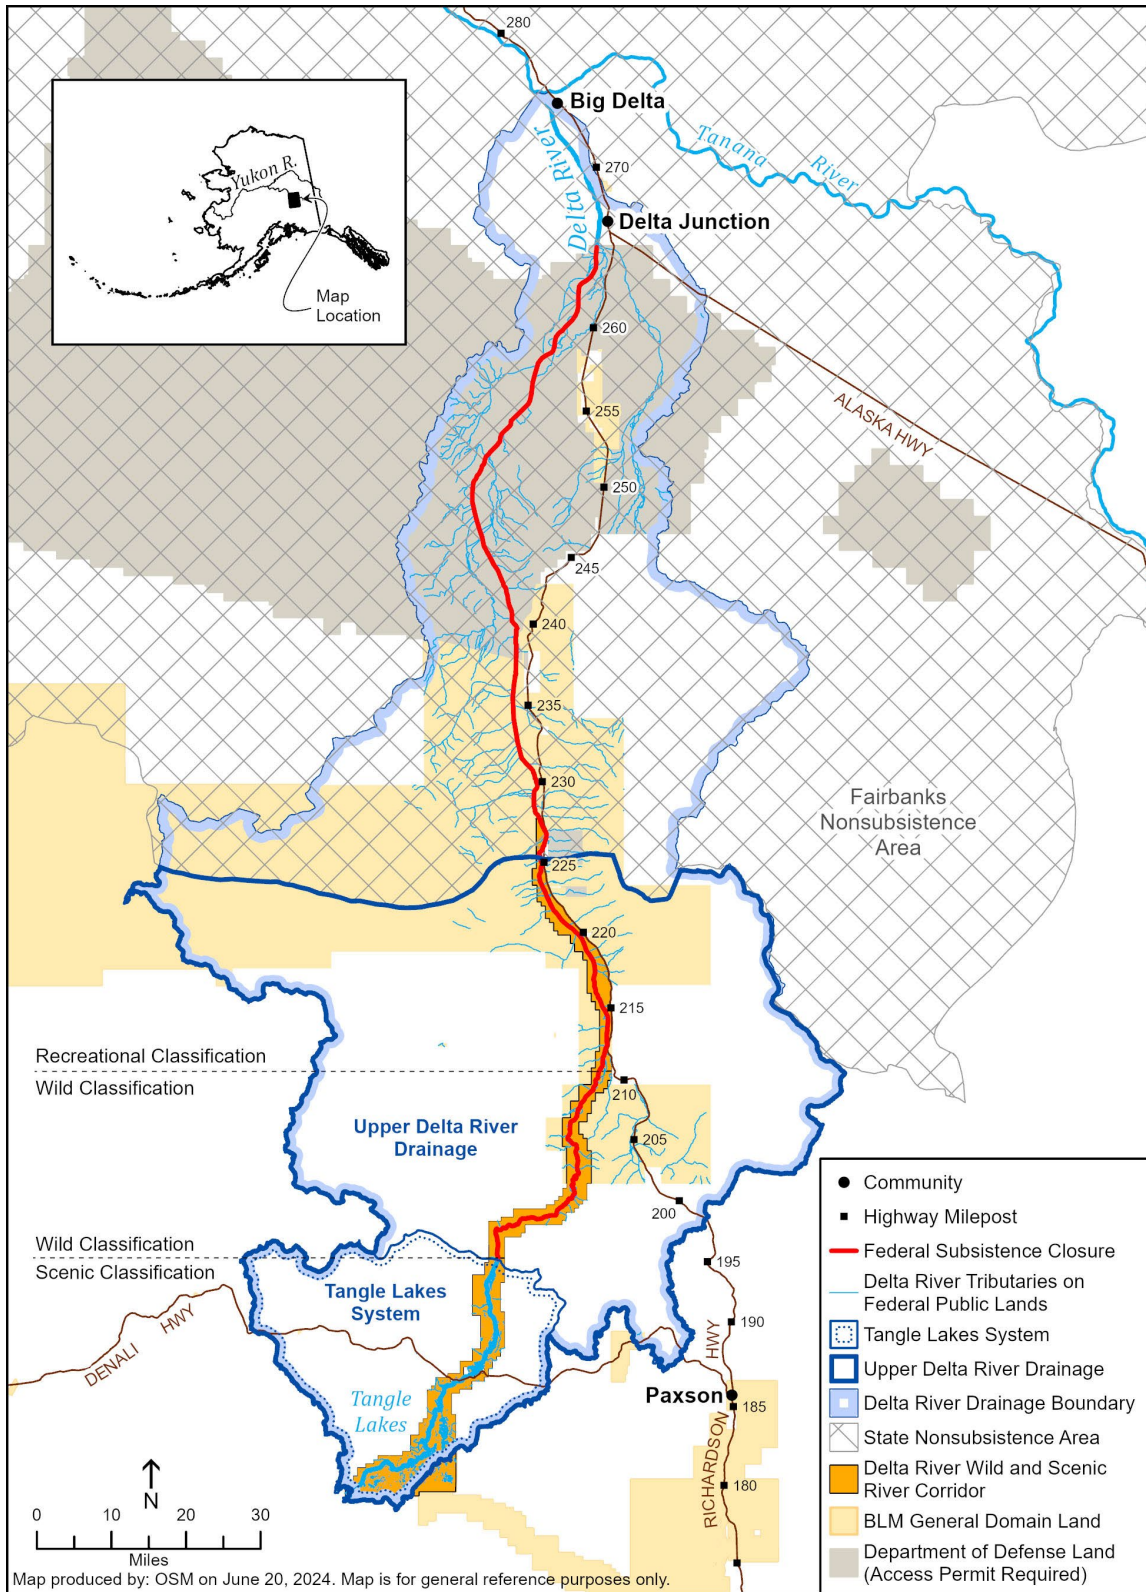 280
Big Delta
Tanana River
Delta River
270
Delta Junction
Yukon R.
Map
Location
260
255
ALASKA HWY
250
245
240
235
230
Fairbanks
Nonsubsistence
Area
225
220
215
Recreational Classification
Wild Classification
210
Upper Delta River
Drainage
205
200
Wild Classification
Scenic Classification
195
Tangle Lakes
System
190
DENALI HWY
RICHARDSON HWY
Paxson
185
Tangle
Lakes
180
N
0 10 20 30
Miles
Community
Highway Milepost
Federal Subsistence Closure
Delta River Tributaries on
Federal Public Lands
Tangle Lakes System
Upper Delta River Drainage
Delta River Drainage Boundary
State Nonsubsistence Area
Delta River Wild and Scenic
River Corridor
BLM General Domain Land
Department of Defense Land
(Access Permit Required)
Map produced by: OSM on June 20, 2024. Map is for general reference purposes only.